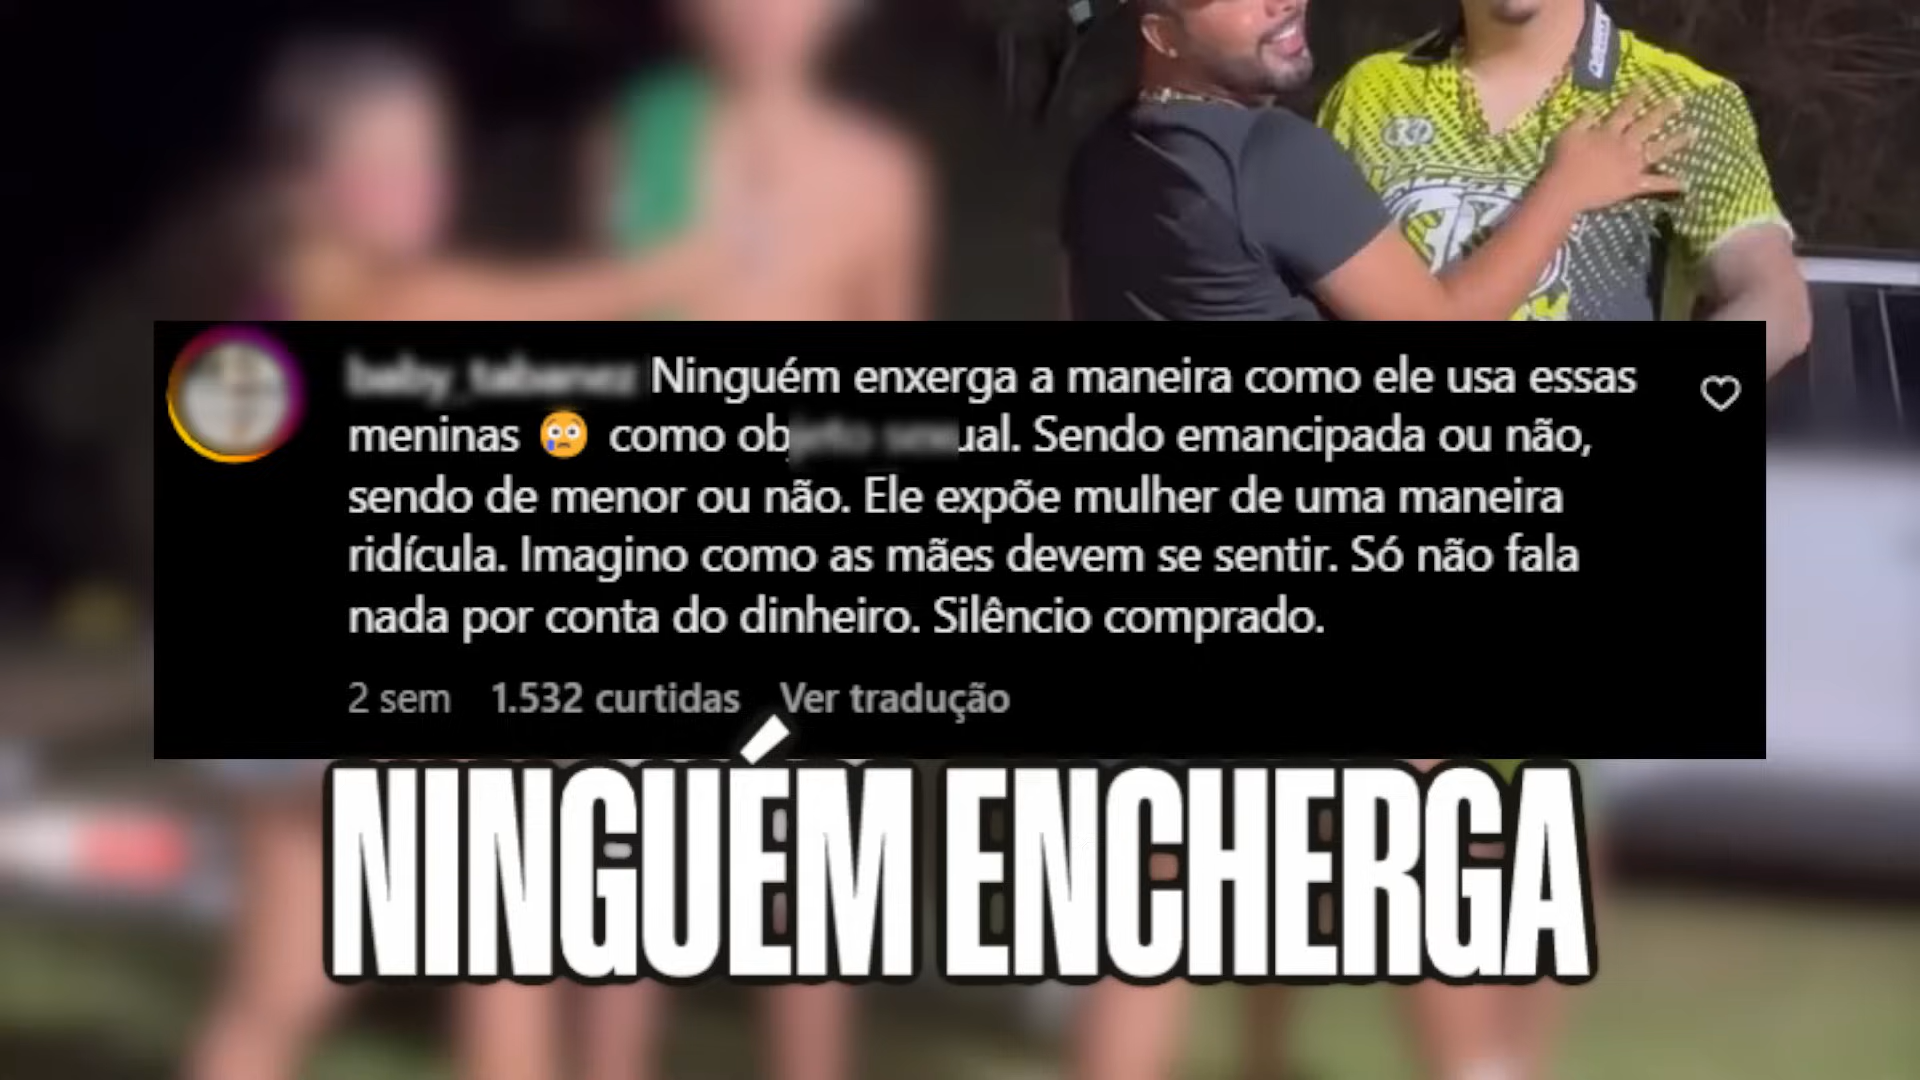 Ninguém enxerga a maneira como ele usa essas
meninas 😢 como ob ual. Sendo emancipada ou não,
sendo de menor ou não. Ele expõe mulher de uma maneira
ridícula. Imagino como as mães devem se sentir. Só não fala
nada por conta do dinheiro. Silêncio comprado.
2 sem 1.532 curtidas Ver tradução
NINGUÉM ENCHERGA